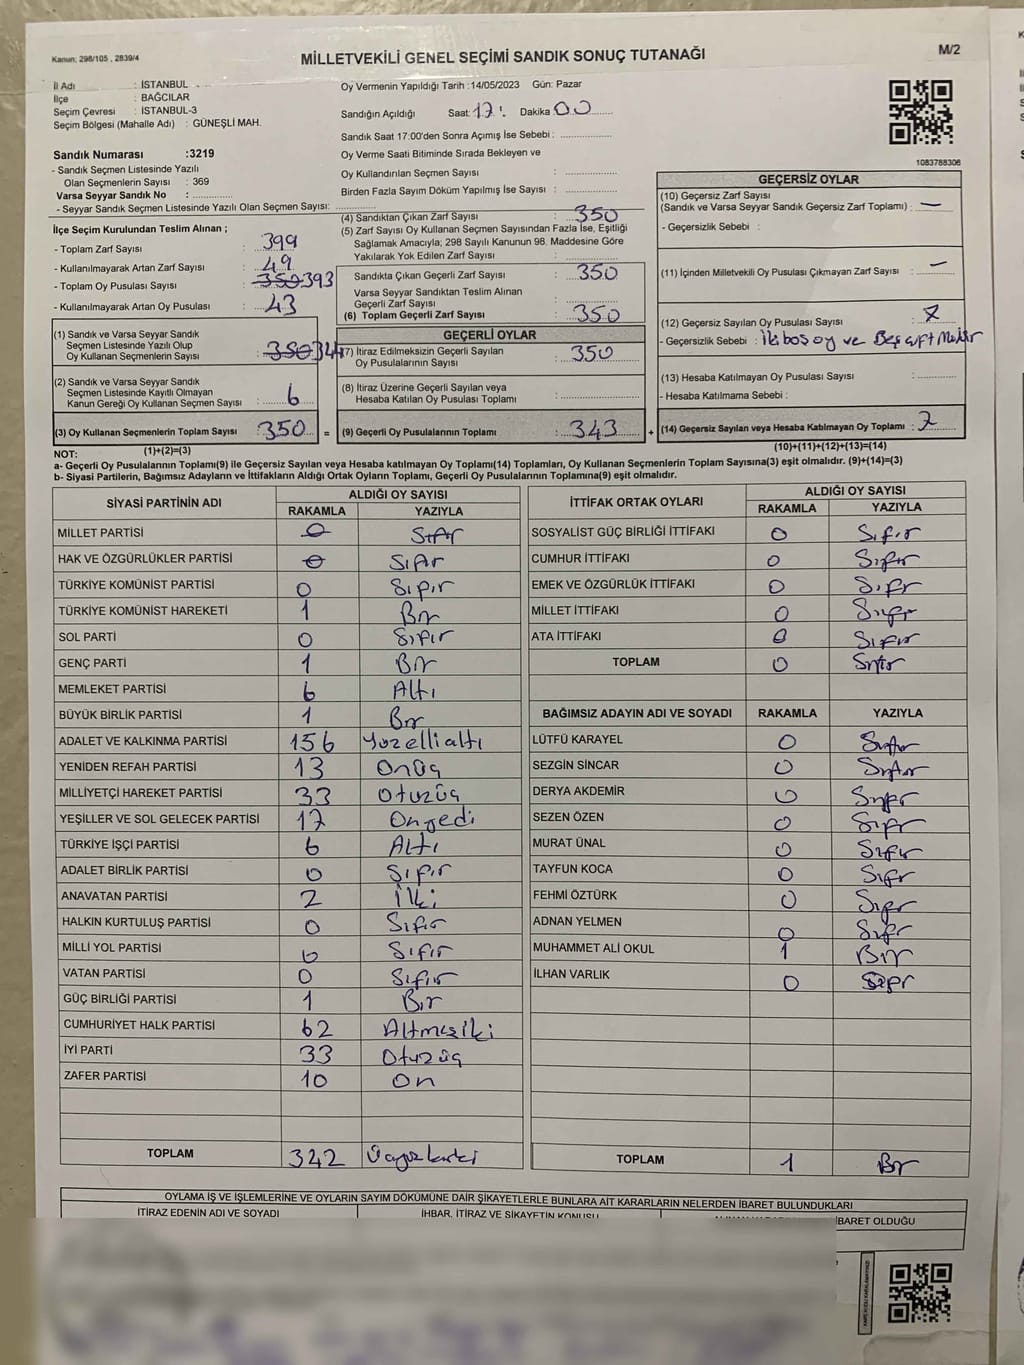 Kanun: 298/105 , 2839/4
MİLLETVEKİLİ GENEL SEÇİMİ SANDIK SONUÇ TUTANAĞI
M/2
İl Adı : İSTANBUL
İlçe : BAĞCILAR
Seçim Çevresi : İSTANBUL-3
Seçim Bölgesi (Mahalle Adı) : GÜNEŞLİ MAH.
Sandık Numarası :3219
- Sandık Seçmen Listesinde Yazılı
Olan Seçmenlerin Sayısı : 369
Varsa Seyyar Sandık No : ..............
- Seyyar Sandık Seçmen Listesinde Yazılı Olan Seçmen Sayısı: ..............
Oy Vermenin Yapıldığı Tarih :14/05/2023 Gün: Pazar
Sandığın Açıldığı Saat: 17 : Dakika 00
Sandık Saat 17:00'den Sonra Açımış İse Sebebi : ..............
Oy Verme Saati Bitiminde Sırada Bekleyen ve
Oy Kullandırılan Seçmen Sayısı : ..............
Birden Fazla Sayım Döküm Yapılmış İse Sayısı : ..............
1083788306
İlçe Seçim Kurulundan Teslim Alınan ;
- Toplam Zarf Sayısı : 399
- Kullanılmayarak Artan Zarf Sayısı : 49
- Toplam Oy Pusulası Sayısı : 350 393
- Kullanılmayarak Artan Oy Pusulası : 43
(1) Sandık ve Varsa Seyyar Sandık
Seçmen Listesinde Yazılı Olup
Oy Kullanan Seçmenlerin Sayısı : 350
(2) Sandık ve Varsa Seyyar Sandık
Seçmen Listesinde Kayıtlı Olmayan
Kanun Gereği Oy Kullanan Seçmen Sayısı : 6
(3) Oy Kullanan Seçmenlerin Toplam Sayısı : 350 =
(1)+(2)=(3)
(4) Sandıktan Çıkan Zarf Sayısı : 350
(5) Zarf Sayısı Oy Kullanan Seçmen Sayısından Fazla İse, Eşitliği
Sağlamak Amacıyla; 298 Sayılı Kanunun 98. Maddesine Göre
Yakılarak Yok Edilen Zarf Sayısı : ..............
Sandıkta Çıkan Geçerli Zarf Sayısı : 350
Varsa Seyyar Sandıktan Teslim Alınan
Geçerli Zarf Sayısı : ..............
(6) Toplam Geçerli Zarf Sayısı : 350
GEÇERLİ OYLAR
(7) İtiraz Edilmeksizin Geçerli Sayılan
Oy Pusulalarının Sayısı : 350
(8) İtiraz Üzerine Geçerli Sayılan veya
Hesaba Katılan Oy Pusulası Toplamı : ..............
(9) Geçerli Oy Pusulalarının Toplamı : 343 +
GEÇERSİZ OYLAR
(10) Geçersiz Zarf Sayısı
(Sandık ve Varsa Seyyar Sandık Geçersiz Zarf Toplamı) : —
- Geçersizlik Sebebi :
(11) İçinden Milletvekili Oy Pusulası Çıkmayan Zarf Sayısı : —
(12) Geçersiz Sayılan Oy Pusulası Sayısı : 7
- Geçersizlik Sebebi : İki boş oy ve Beş çift
(13) Hesaba Katılmayan Oy Pusulası Sayısı : ..............
- Hesaba Katılmama Sebebi :
(14) Geçersiz Sayılan veya Hesaba Katılmayan Oy Toplamı : 7
(10)+(11)+(12)+(13)=(14)
NOT:
a- Geçerli Oy Pusulalarının Toplamı(9) ile Geçersiz Sayılan veya Hesaba katılmayan Oy Toplamı(14) Toplamları, Oy Kullanan Seçmenlerin Toplam Sayısına(3) eşit olmalıdır. (9)+(14)=(3)
b- Siyasi Partilerin, Bağımsız Adayların ve İttifakların Aldığı Ortak Oyların Toplamı, Geçerli Oy Pusulalarının Toplamına(9) eşit olmalıdır.
SİYASİ PARTİNİN ADI ALDIĞI OY SAYISI
RAKAMLA YAZIYLA
MİLLET PARTİSİ 0 Sıfır
HAK VE ÖZGÜRLÜKLER PARTİSİ 0 Sıfır
TÜRKİYE KOMÜNİST PARTİSİ 0 Sıfır
TÜRKİYE KOMÜNİST HAREKETİ 1 Bir
SOL PARTİ 0 Sıfır
GENÇ PARTİ 1 Bir
MEMLEKET PARTİSİ 6 Altı
BÜYÜK BİRLİK PARTİSİ 1 Bir
ADALET VE KALKINMA PARTİSİ 156 Yüzellialtı
YENİDEN REFAH PARTİSİ 13 Onüç
MİLLİYETÇİ HAREKET PARTİSİ 33 Otuzüç
YEŞİLLER VE SOL GELECEK PARTİSİ 17 Onyedi
TÜRKİYE İŞÇİ PARTİSİ 6 Altı
ADALET BİRLİK PARTİSİ 0 Sıfır
ANAVATAN PARTİSİ 2 İki
HALKIN KURTULUŞ PARTİSİ 0 Sıfır
MİLLİ YOL PARTİSİ 0 Sıfır
VATAN PARTİSİ 0 Sıfır
GÜÇ BİRLİĞİ PARTİSİ 1 Bir
CUMHURİYET HALK PARTİSİ 62 Altmışiki
İYİ PARTİ 33 Otuzüç
ZAFER PARTİSİ 10 On
TOPLAM 342 Üçyüzkırkiki
İTTİFAK ORTAK OYLARI ALDIĞI OY SAYISI
RAKAMLA YAZIYLA
SOSYALİST GÜÇ BİRLİĞİ İTTİFAKI 0 Sıfır
CUMHUR İTTİFAKI 0 Sıfır
EMEK VE ÖZGÜRLÜK İTTİFAKI 0 Sıfır
MİLLET İTTİFAKI 0 Sıfır
ATA İTTİFAKI 0 Sıfır
TOPLAM 0 Sıfır
BAĞIMSIZ ADAYIN ADI VE SOYADI RAKAMLA YAZIYLA
LÜTFÜ KARAYEL 0 Sıfır
SEZGİN SİNCAR 0 Sıfır
DERYA AKDEMİR 0 Sıfır
SEZEN ÖZEN 0 Sıfır
MURAT ÜNAL 0 Sıfır
TAYFUN KOCA 0 Sıfır
FEHMİ ÖZTÜRK 0 Sıfır
ADNAN YELMEN 0 Sıfır
MUHAMMET ALİ OKUL 1 Bir
İLHAN VARLIK 0 Sıfır
TOPLAM 1 Bir
OYLAMA İŞ VE İŞLEMLERİNE VE OYLARIN SAYIM DÖKÜMÜNE DAİR ŞİKAYETLERLE BUNLARA AİT KARARLARIN NELERDEN İBARET BULUNDUKLARI
İTİRAZ EDENİN ADI VE SOYADI İHBAR, İTİRAZ VE ŞİKAYETİN KONUSU İBARET OLDUĞU